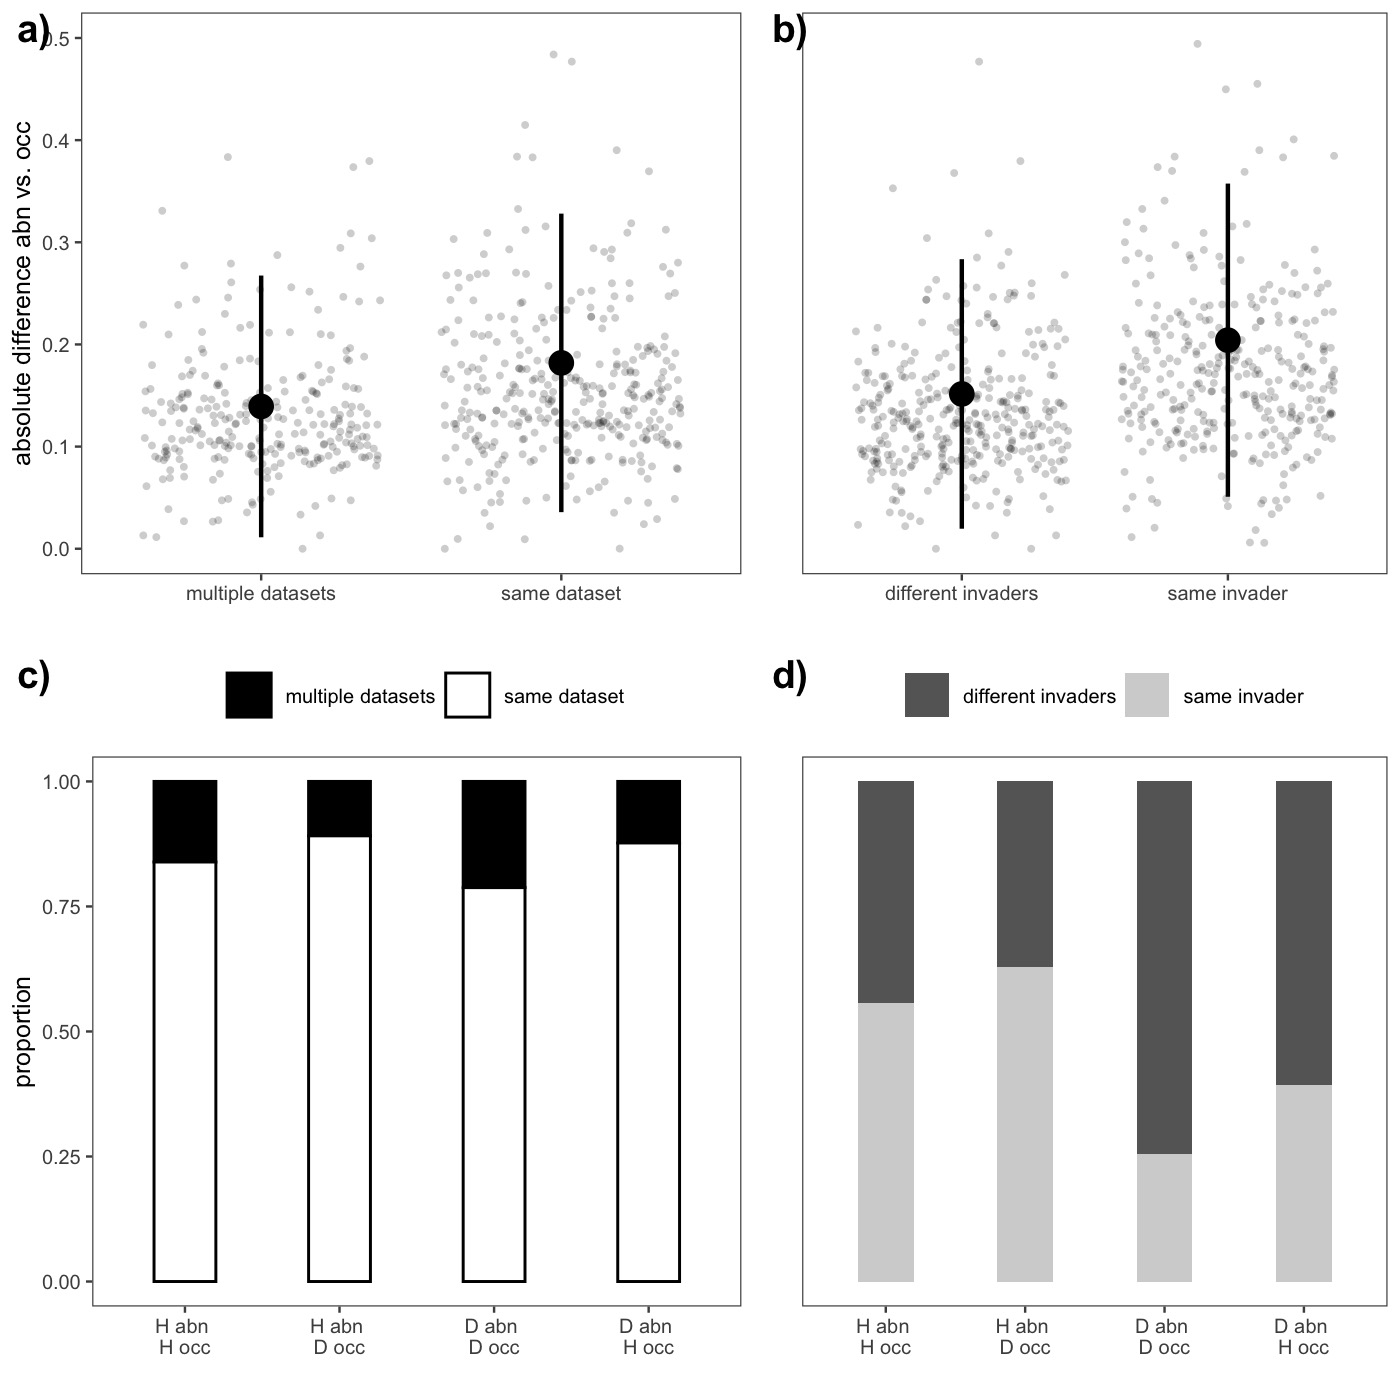 a)
b)
0.5
0.4
0.3
0.2
0.1
0.0
absolute difference abn vs. occ
multiple datasets
same dataset
different invaders
same invader
c)
multiple datasets
same dataset
d)
different invaders
same invader
1.00
0.75
0.50
0.25
0.00
proportion
H abn
H occ
H abn
D occ
D abn
D occ
D abn
H occ
H abn
H occ
H abn
D occ
D abn
D occ
D abn
H occ